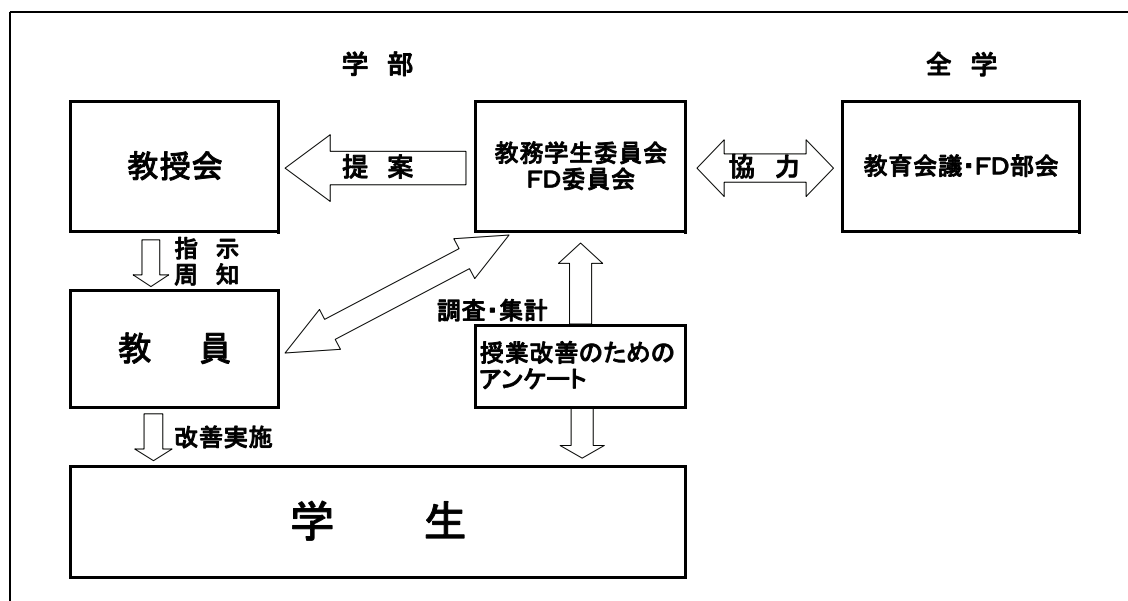 学 部
全 学
教授会
提 案
教務学生委員会
FD委員会
協 力
教育会議・FD部会
指 示
周 知
教 員
調査・集計
授業改善のための
アンケート
改善実施
学 生